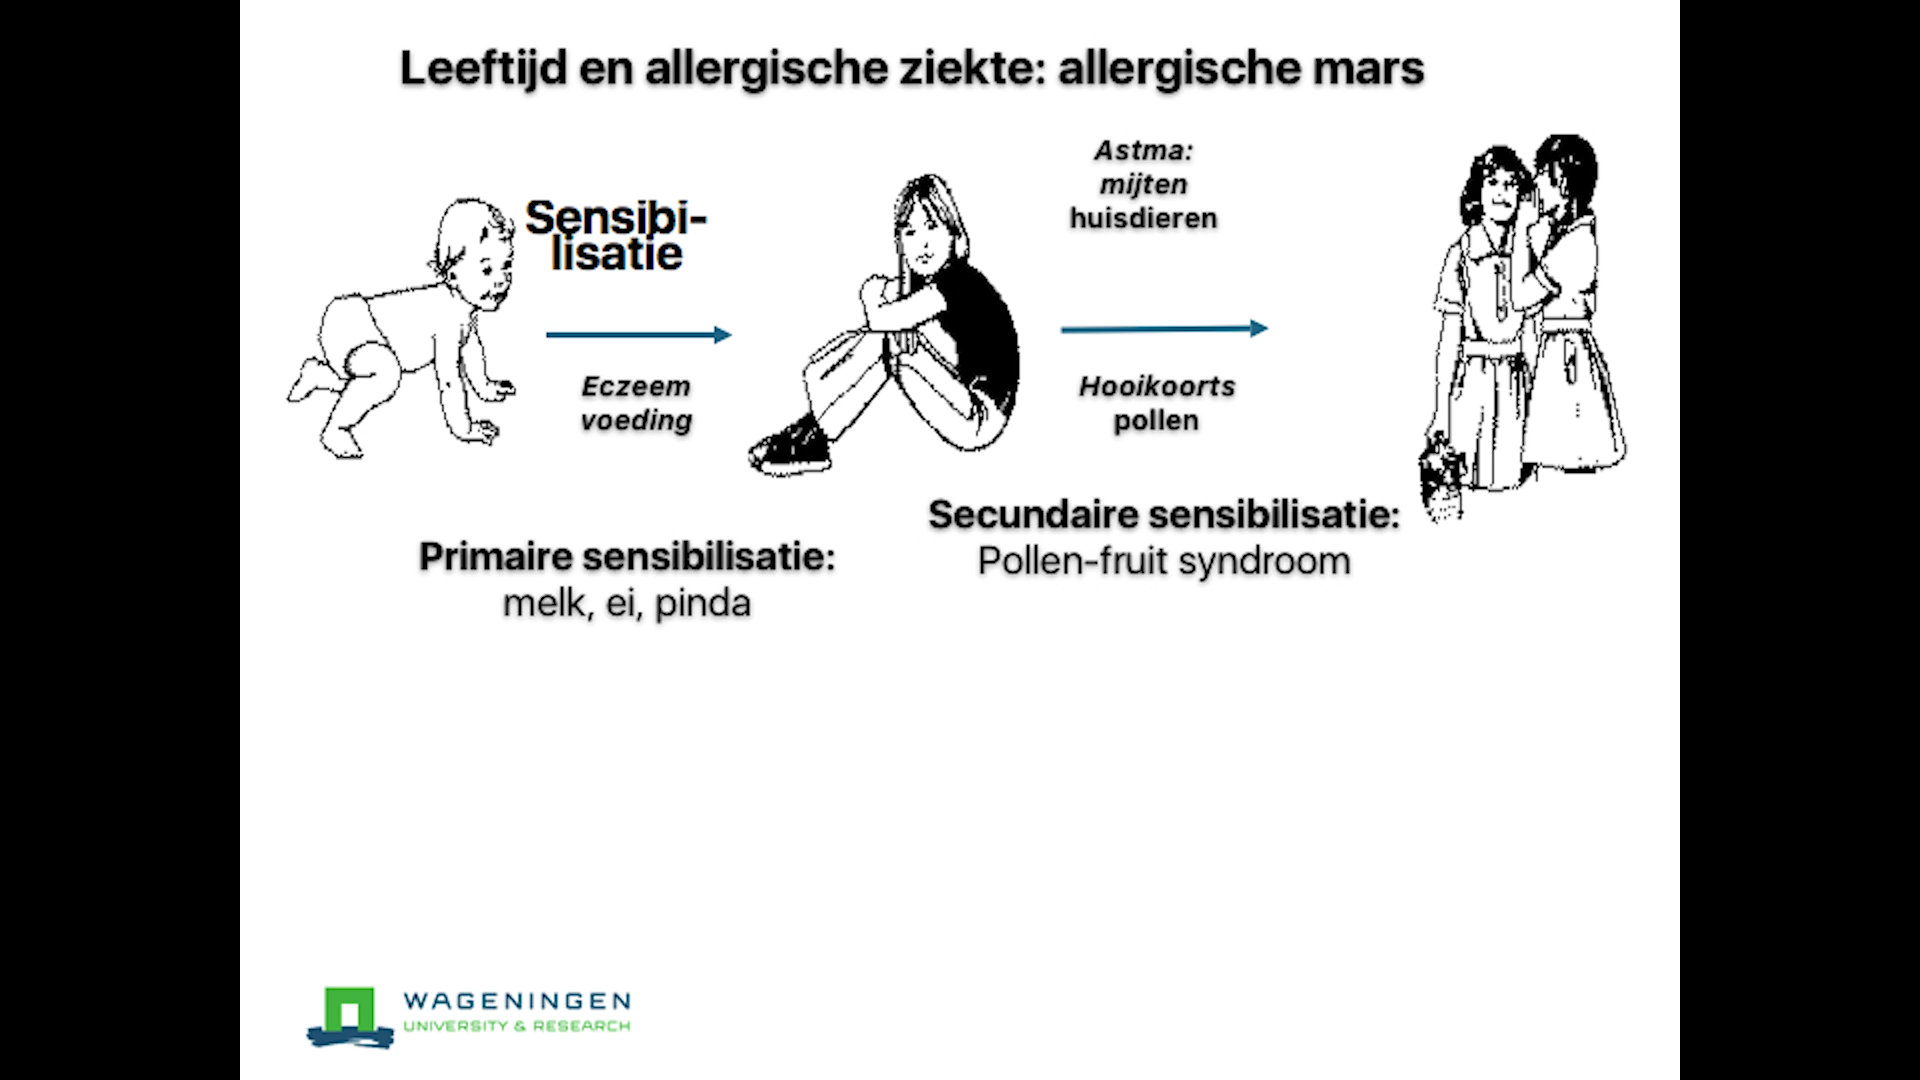 Leeftijd en allergische ziekte: allergische mars
Sensibi-
lisatie
Eczeem
voeding
Astma:
mijten
huisdieren
Hooikoorts
pollen
Primaire sensibilisatie:
melk, ei, pinda
Secundaire sensibilisatie:
Pollen-fruit syndroom
WAGENINGEN
UNIVERSITY & RESEARCH